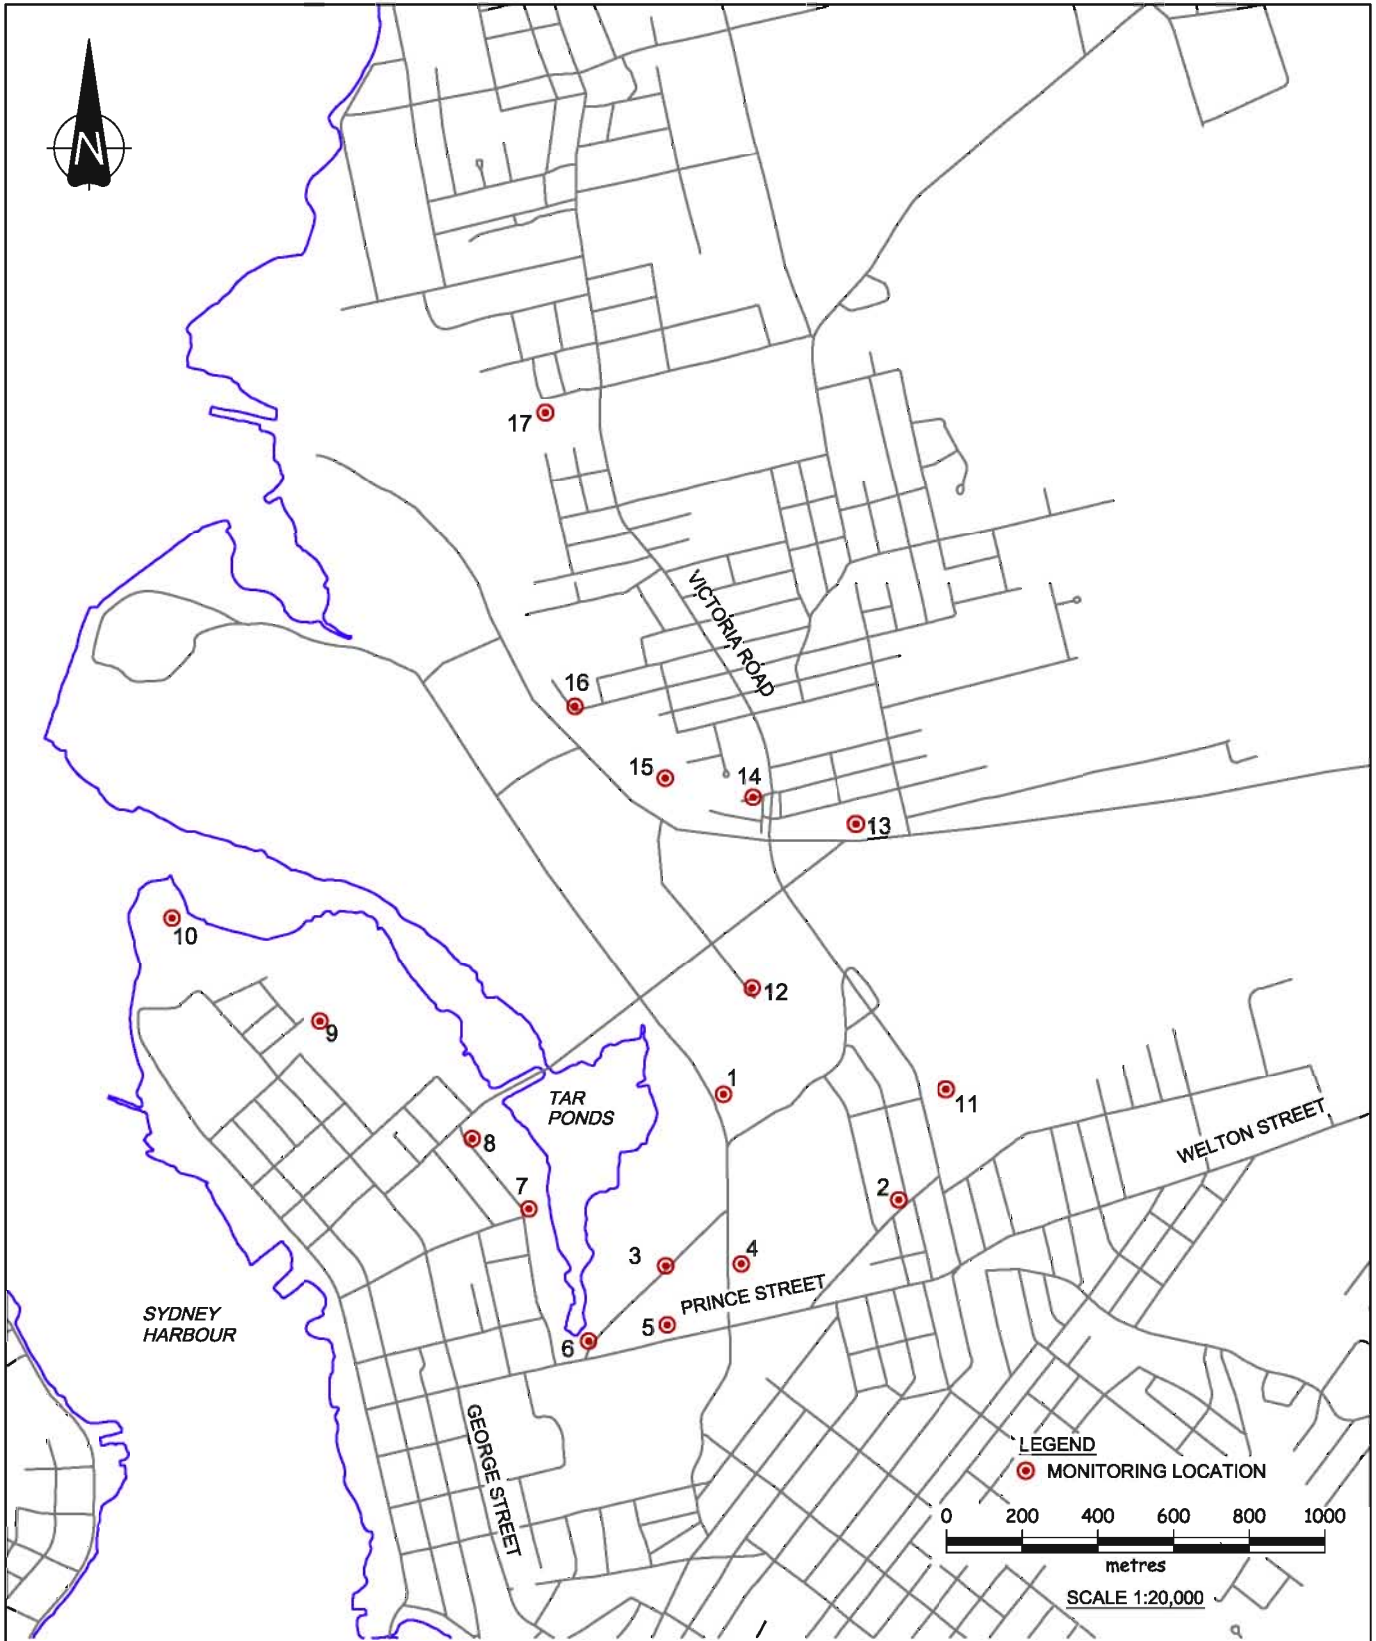 N
17
VICTORIA ROAD
16
15
14
13
10
12
9
1
TAR
PONDS
11
WELTON STREET
8
7
2
3
4
PRINCE STREET
SYDNEY
HARBOUR
5
6
GEORGE STREET
LEGEND
MONITORING LOCATION
0 200 400 600 800 1000
metres
SCALE 1:20,000